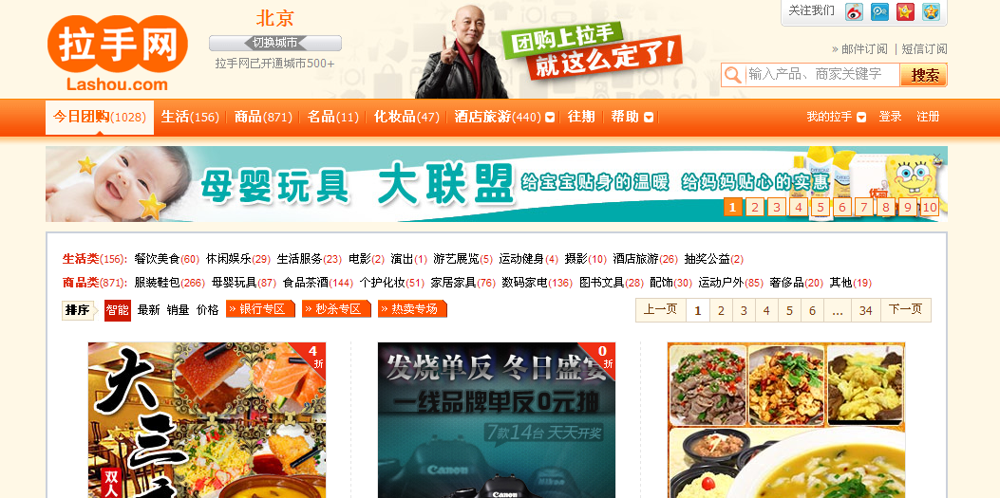 关注我们
拉手网
Lashou.com
北京
切换城市
拉手网已开通城市500+
团购上拉手
就这么定了!
» 邮件订阅 | 短信订阅
输入产品、商家关键字 搜索
今日团购(1028) 生活(156) 商品(871) 名品(11) 化妆品(47) 酒店旅游(440) 往期 帮助 我的拉手 登录 注册
母婴玩具 大联盟 给宝宝贴身的温暖 给妈妈贴心的实惠
1 2 3 4 5 6 7 8 9 10
生活类(156): 餐饮美食(60) 休闲娱乐(29) 生活服务(23) 电影(2) 演出(1) 游艺展览(5) 运动健身(4) 摄影(10) 酒店旅游(26) 抽奖公益(2)
商品类(871): 服装鞋包(266) 母婴玩具(87) 食品茶酒(144) 个护化妆(51) 家居家具(76) 数码家电(136) 图书文具(28) 配饰(30) 运动户外(85) 奢侈品(20) 其他(19)
排序 智能 最新 销量 价格 » 银行专区 » 秒杀专区 » 热卖专场 上一页 1 2 3 4 5 6 ... 34 下一页
4折
大三
双人
0折
发烧单反 冬日盛宴
一线品牌单反0元抽
7款14台 天天开奖
Canon
Canon